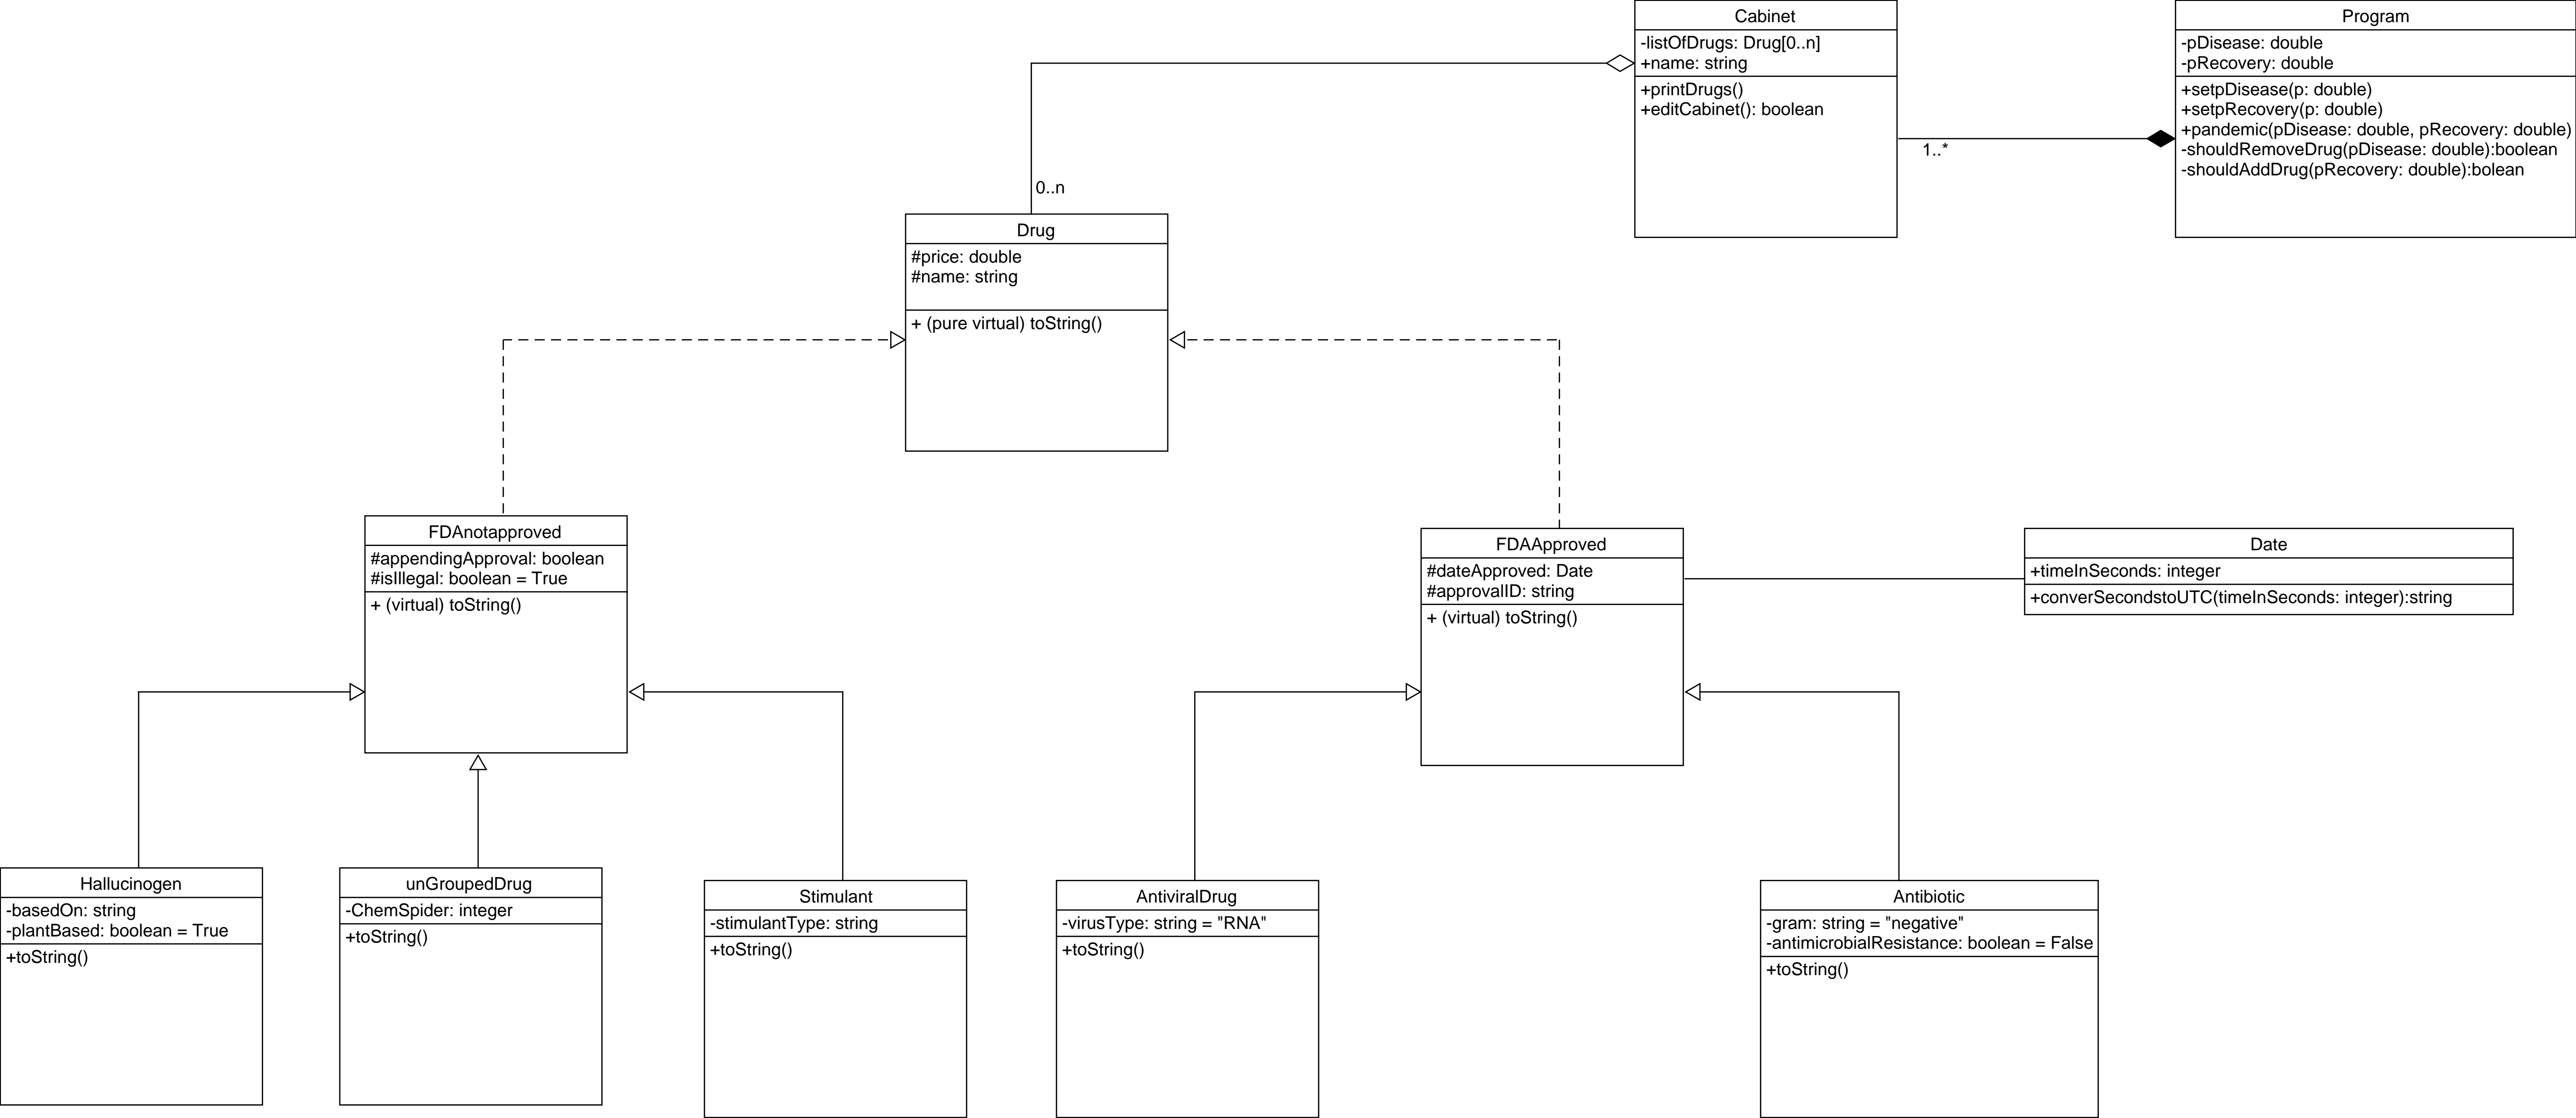 Cabinet
-listOfDrugs: Drug[0..n]
+name: string
+printDrugs()
+editCabinet(): boolean
Program
-pDisease: double
-pRecovery: double
+setpDisease(p: double)
+setpRecovery(p: double)
+pandemic(pDisease: double, pRecovery: double)
-shouldRemoveDrug(pDisease: double):boolean
-shouldAddDrug(pRecovery: double):bolean
1..*
0..n
Drug
#price: double
#name: string
+ (pure virtual) toString()
FDAnotapproved
#appendingApproval: boolean
#isIllegal: boolean = True
+ (virtual) toString()
FDAApproved
#dateApproved: Date
#approvalID: string
+ (virtual) toString()
Date
+timeInSeconds: integer
+converSecondstoUTC(timeInSeconds: integer):string
Hallucinogen
-basedOn: string
-plantBased: boolean = True
+toString()
unGroupedDrug
-ChemSpider: integer
+toString()
Stimulant
-stimulantType: string
+toString()
AntiviralDrug
-virusType: string = "RNA"
+toString()
Antibiotic
-gram: string = "negative"
-antimicrobialResistance: boolean = False
+toString()